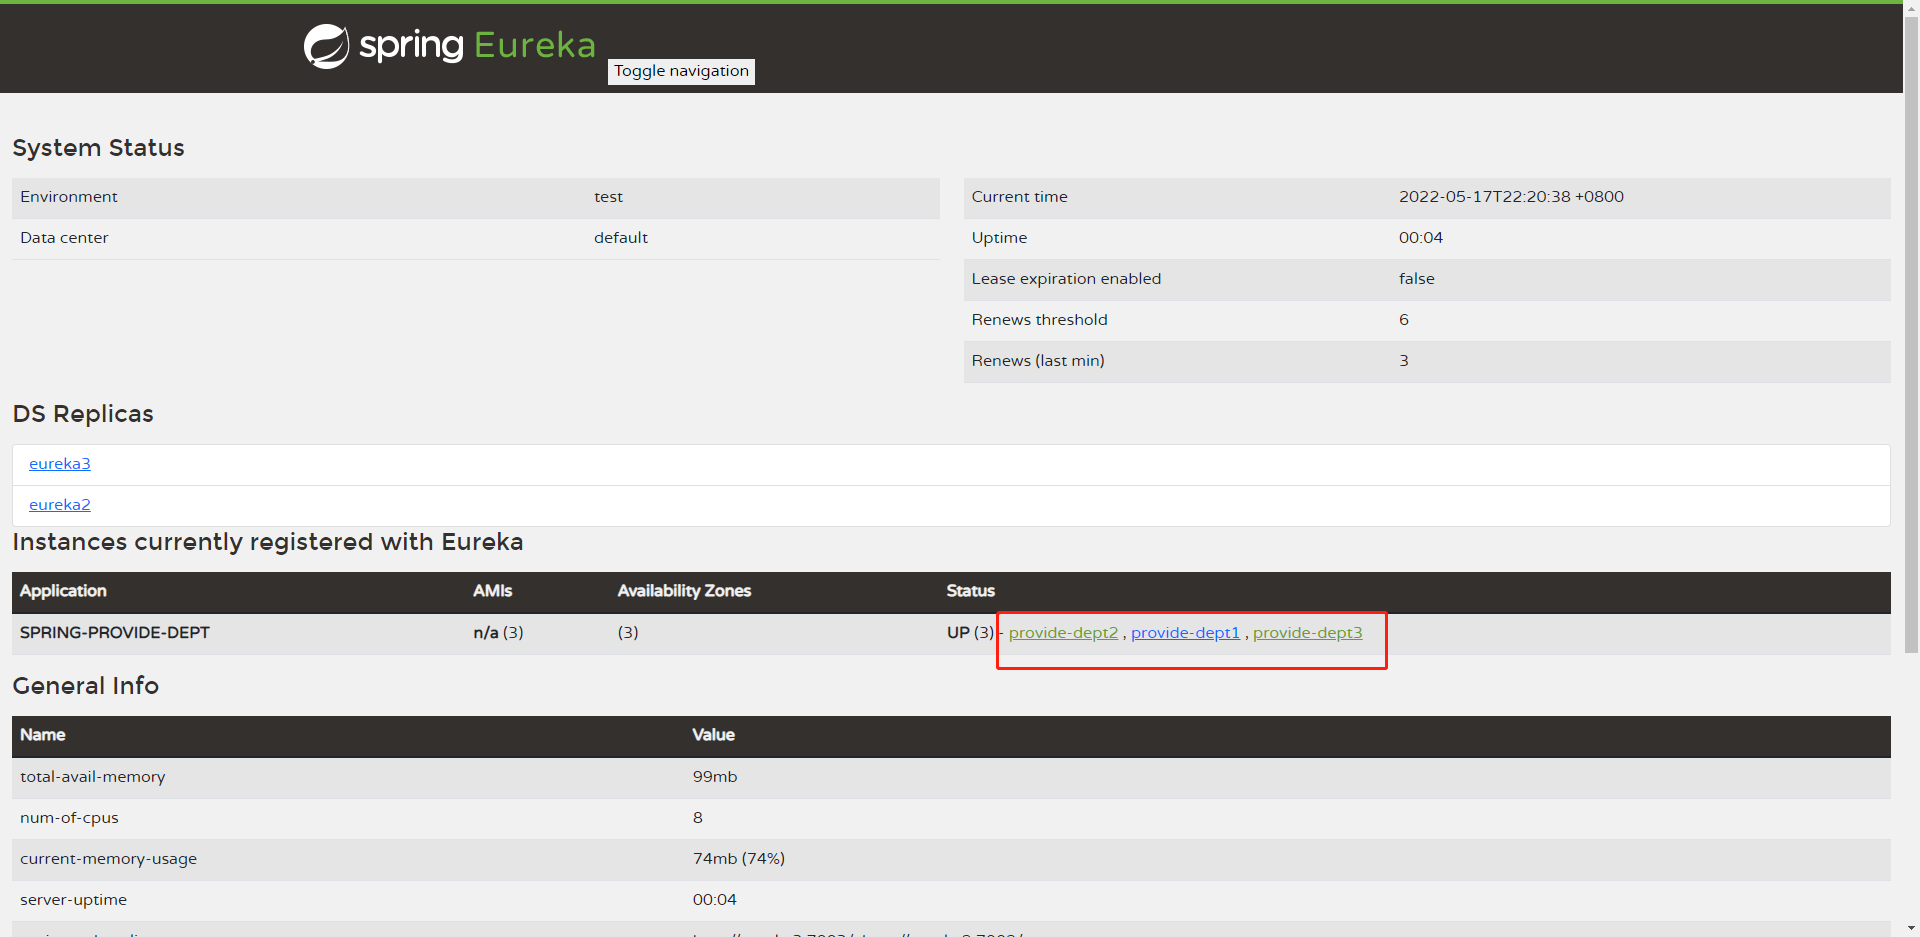 spring Eureka
Toggle navigation
System Status
Environment test
Data center default
Current time 2022-05-17T22:20:38 +0800
Uptime 00:04
Lease expiration enabled false
Renews threshold 6
Renews (last min) 3
DS Replicas
eureka3
eureka2
Instances currently registered with Eureka
Application AMIs Availability Zones Status
SPRING-PROVIDE-DEPT n/a (3) (3) UP (3) - provide-dept2 , provide-dept1 , provide-dept3
General Info
Name Value
total-avail-memory 99mb
num-of-cpus 8
current-memory-usage 74mb (74%)
server-uptime 00:04